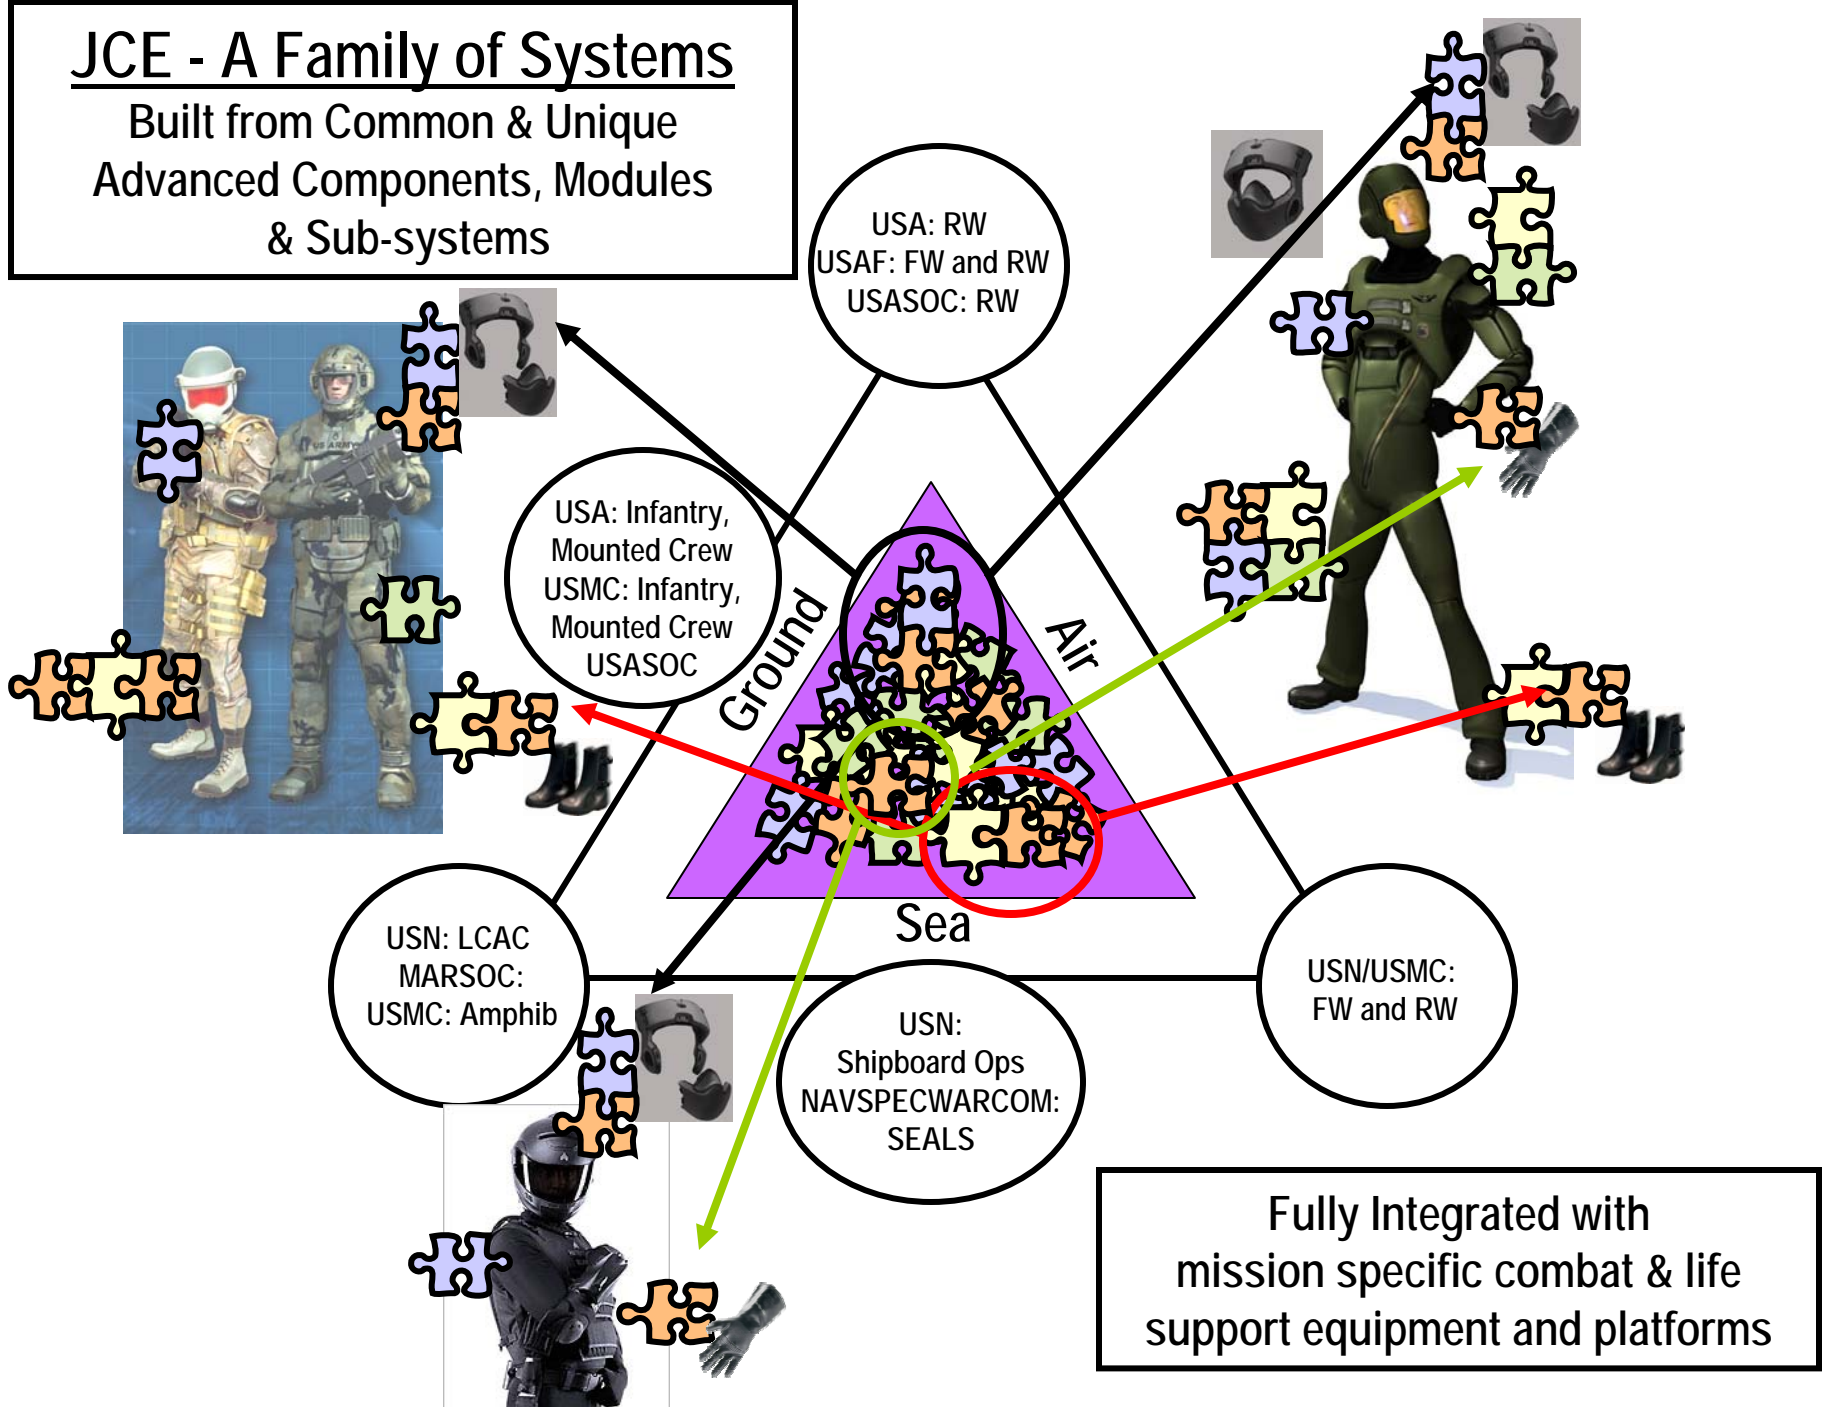 JCE - A Family of Systems
Built from Common & Unique
Advanced Components, Modules
& Sub-systems
USA: RW
USAF: FW and RW
USASOC: RW
US ARMY
USA: Infantry,
Mounted Crew
USMC: Infantry,
Mounted Crew
USASOC
Ground
Air
Sea
USN: LCAC
MARSOC:
USMC: Amphib
USN:
Shipboard Ops
NAVSPECWARCOM:
SEALS
USN/USMC:
FW and RW
Fully Integrated with
mission specific combat & life
support equipment and platforms